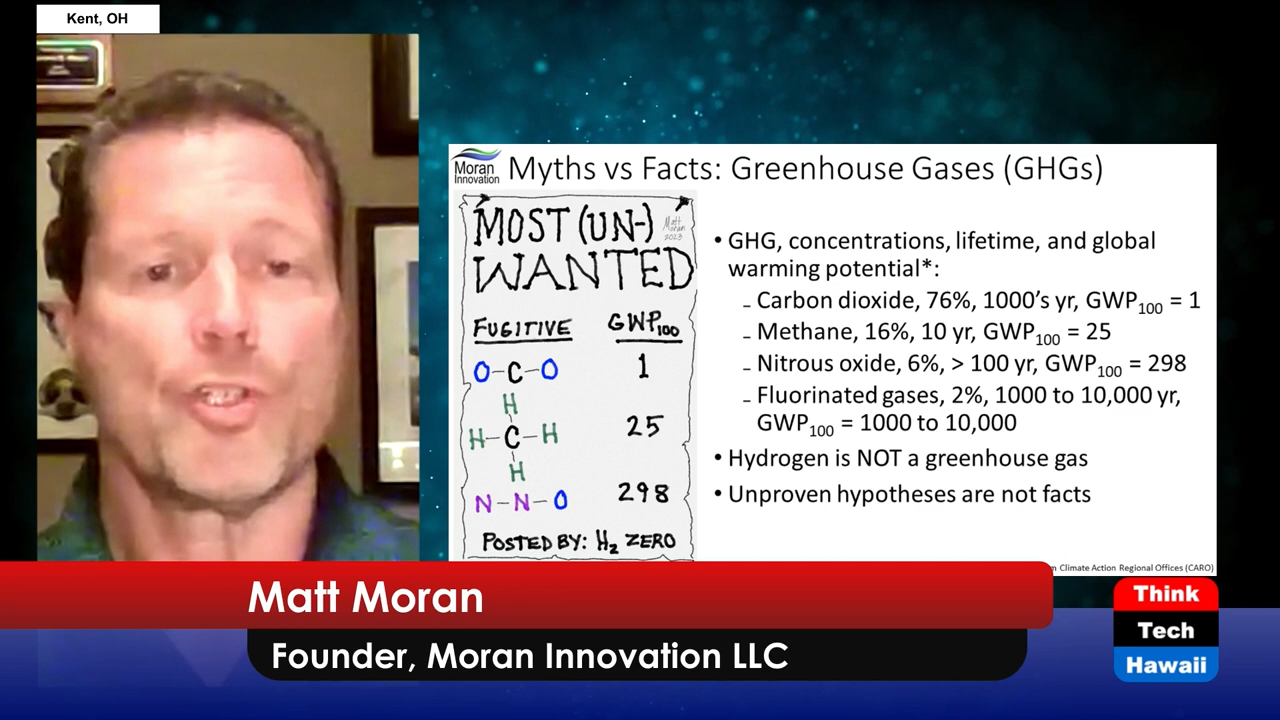 Kent, OH
Moran
Innovation
Myths vs Facts: Greenhouse Gases (GHGs)
MOST (UN-)
WANTED
Matt
Moran
2023
FUGITIVE GWP100
O-C-O 1
H
H-C-H 25
H
N-N-O 298
POSTED BY: H2 ZERO
• GHG, concentrations, lifetime, and global
warming potential*:
- Carbon dioxide, 76%, 1000's yr, GWP100 = 1
- Methane, 16%, 10 yr, GWP100 = 25
- Nitrous oxide, 6%, > 100 yr, GWP100 = 298
- Fluorinated gases, 2%, 1000 to 10,000 yr,
GWP100 = 1000 to 10,000
• Hydrogen is NOT a greenhouse gas
• Unproven hypotheses are not facts
Climate Action Regional Offices (CARO)
Matt Moran
Founder, Moran Innovation LLC
Think
Tech
Hawaii